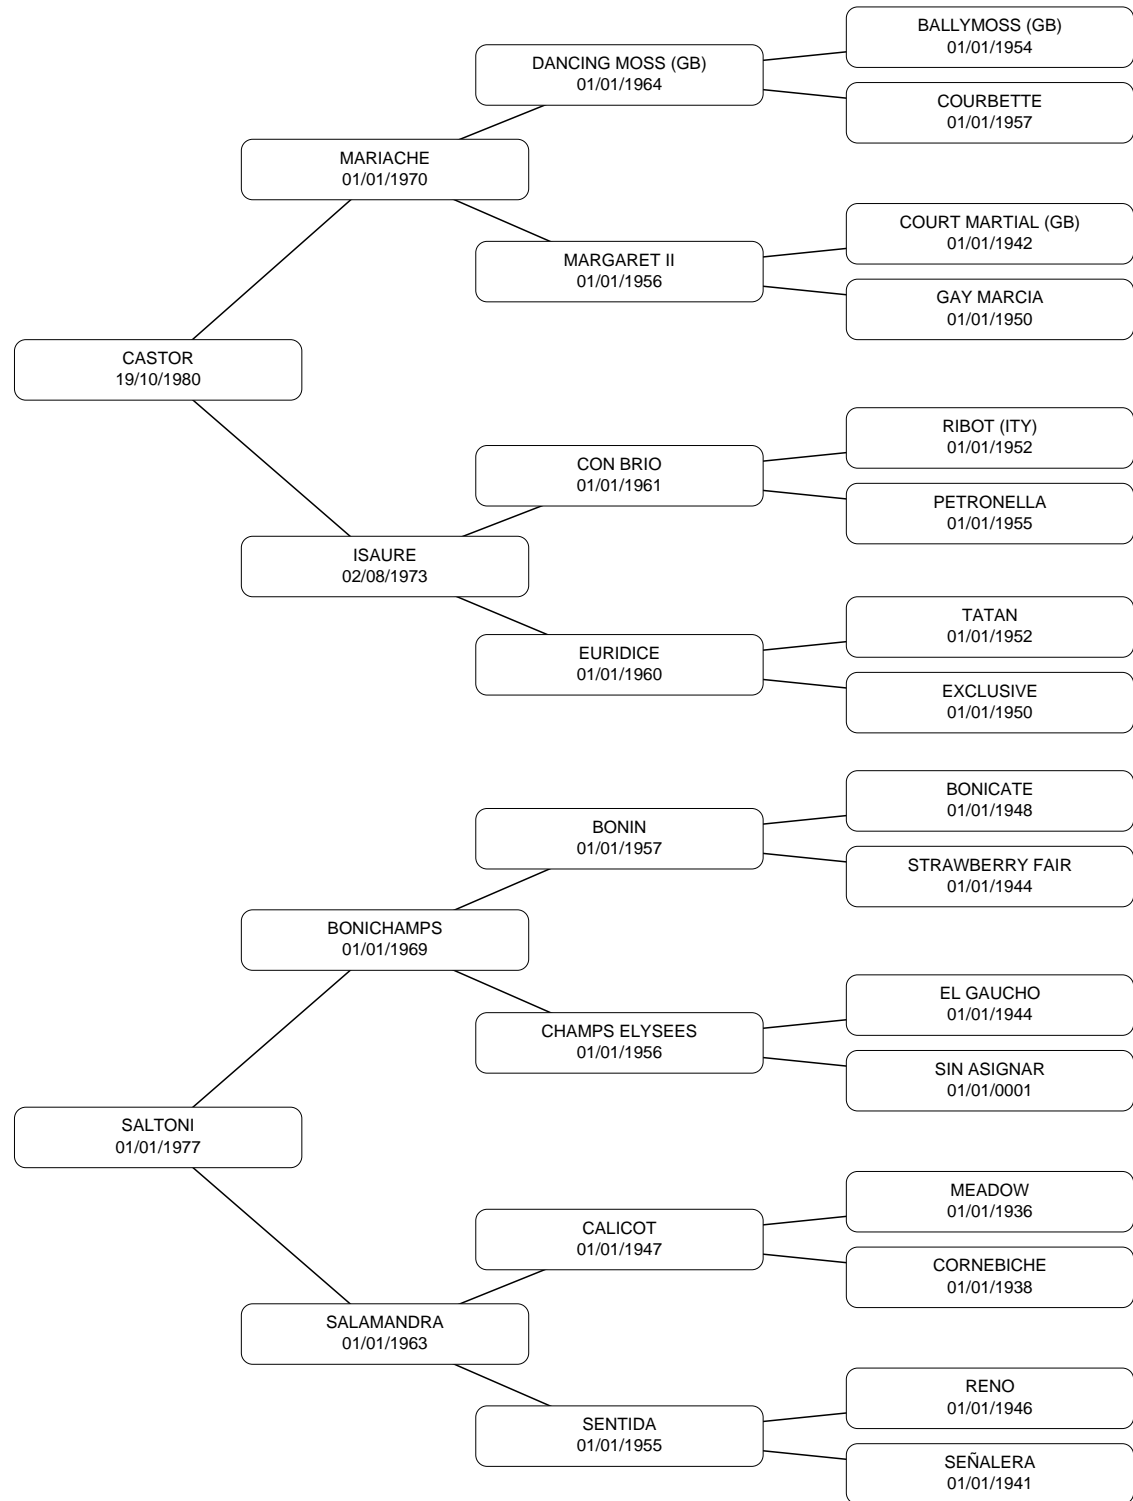 BALLYMOSS (GB)
01/01/1954
DANCING MOSS (GB)
01/01/1964
COURBETTE
01/01/1957
MARIACHE
01/01/1970
COURT MARTIAL (GB)
01/01/1942
MARGARET II
01/01/1956
GAY MARCIA
01/01/1950
CASTOR
19/10/1980
RIBOT (ITY)
01/01/1952
CON BRIO
01/01/1961
PETRONELLA
01/01/1955
ISAURE
02/08/1973
TATAN
01/01/1952
EURIDICE
01/01/1960
EXCLUSIVE
01/01/1950
BONICATE
01/01/1948
BONIN
01/01/1957
STRAWBERRY FAIR
01/01/1944
BONICHAMPS
01/01/1969
EL GAUCHO
01/01/1944
CHAMPS ELYSEES
01/01/1956
SIN ASIGNAR
01/01/0001
SALTONI
01/01/1977
MEADOW
01/01/1936
CALICOT
01/01/1947
CORNEBICHE
01/01/1938
SALAMANDRA
01/01/1963
RENO
01/01/1946
SENTIDA
01/01/1955
SEÑALERA
01/01/1941